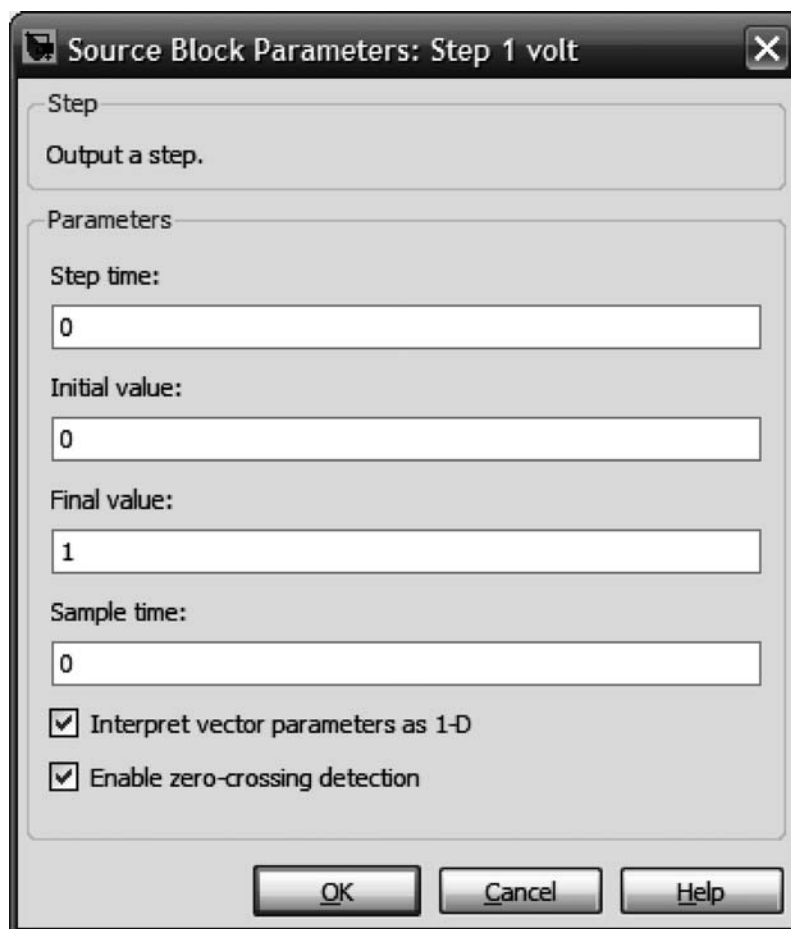 Source Block Parameters: Step 1 volt
Step
Output a step.
Parameters
Step time:
0
Initial value:
0
Final value:
1
Sample time:
0
Interpret vector parameters as 1-D
Enable zero-crossing detection
OK Cancel Help